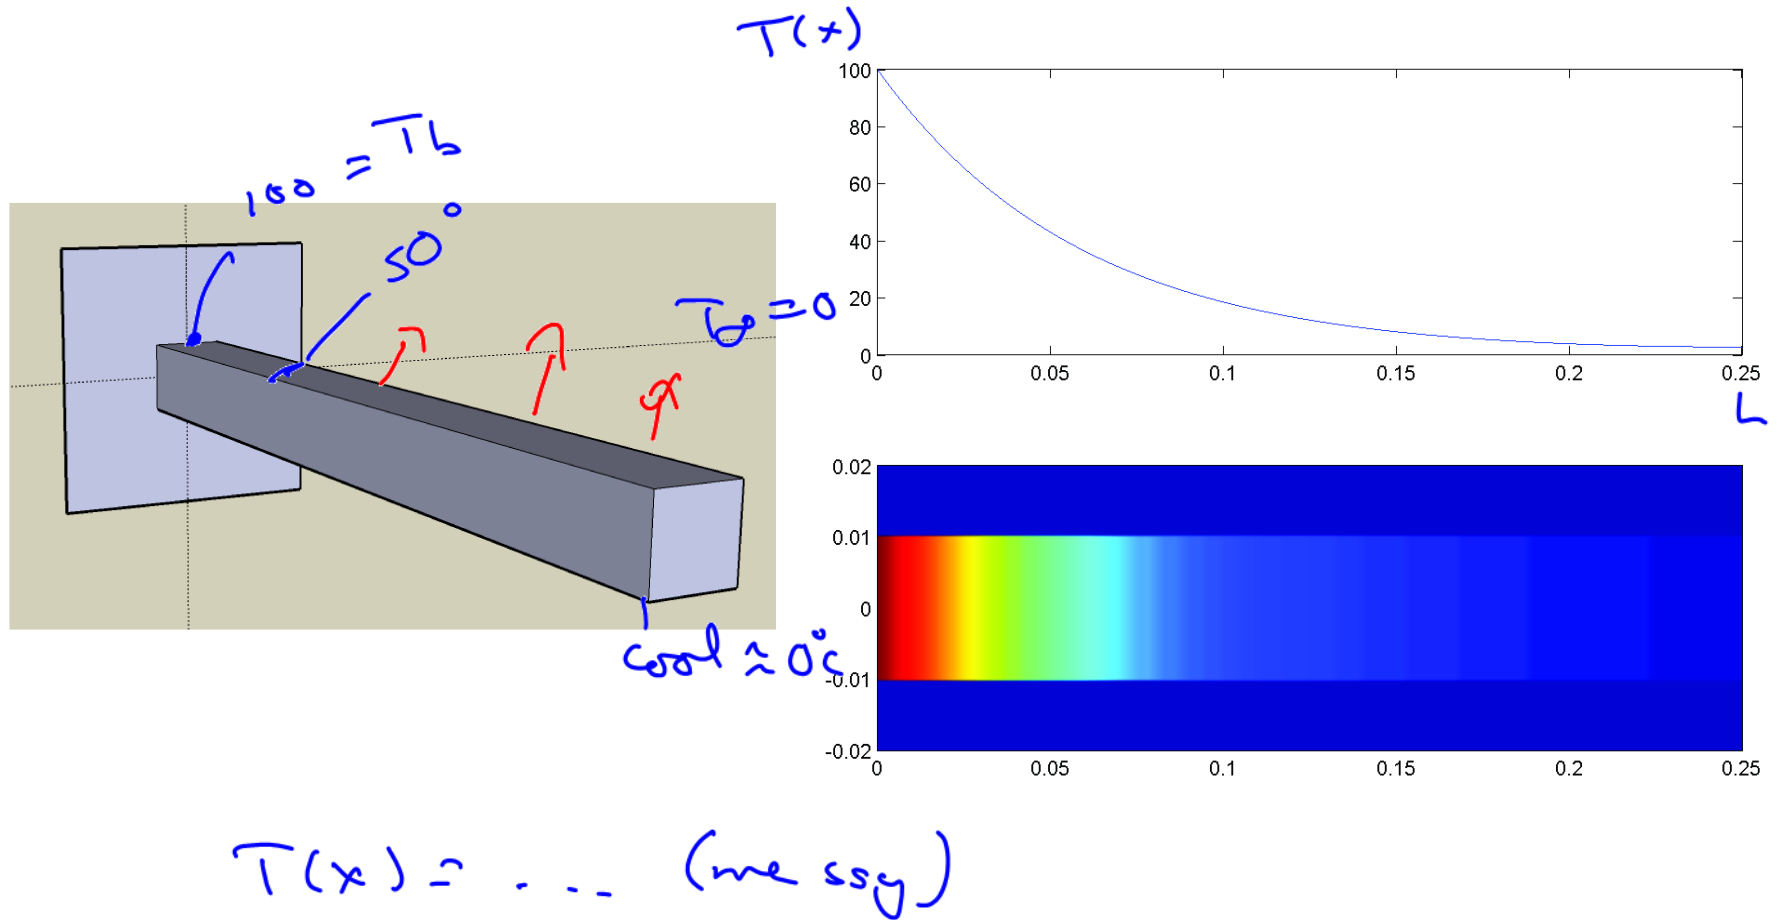 T(x)
100 = Tb
50°
T∞ = 0
cool ≈ 0°C
100
80
60
40
20
0
0 0.05 0.1 0.15 0.2 0.25
L
0.02
0.01
0
-0.01
-0.02
0 0.05 0.1 0.15 0.2 0.25
T(x) = . . . (messy)